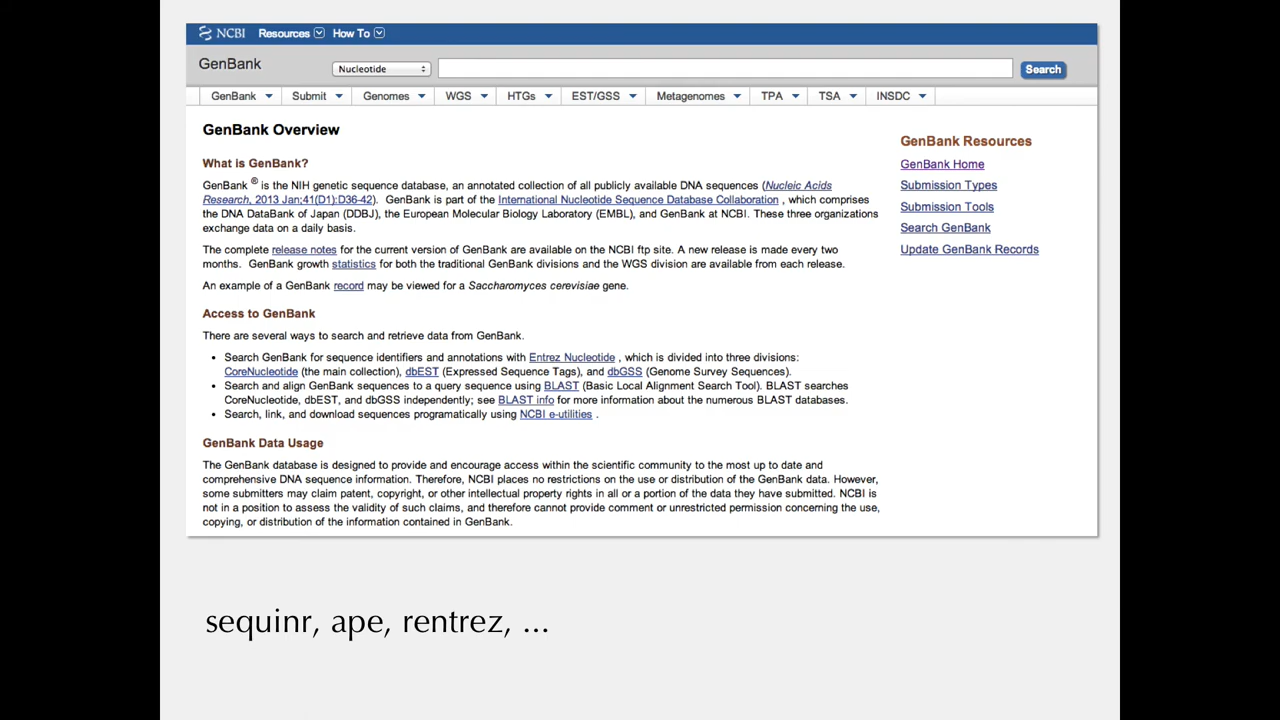 NCBI Resources How To
GenBank Nucleotide Search
GenBank Submit Genomes WGS HTGs EST/GSS Metagenomes TPA TSA INSDC
GenBank Overview
What is GenBank?
GenBank ® is the NIH genetic sequence database, an annotated collection of all publicly available DNA sequences (Nucleic Acids
Research, 2013 Jan;41(D1):D36-42). GenBank is part of the International Nucleotide Sequence Database Collaboration , which comprises
the DNA DataBank of Japan (DDBJ), the European Molecular Biology Laboratory (EMBL), and GenBank at NCBI. These three organizations
exchange data on a daily basis.
The complete release notes for the current version of GenBank are available on the NCBI ftp site. A new release is made every two
months. GenBank growth statistics for both the traditional GenBank divisions and the WGS division are available from each release.
An example of a GenBank record may be viewed for a Saccharomyces cerevisiae gene.
Access to GenBank
There are several ways to search and retrieve data from GenBank.
• Search GenBank for sequence identifiers and annotations with Entrez Nucleotide , which is divided into three divisions:
CoreNucleotide (the main collection), dbEST (Expressed Sequence Tags), and dbGSS (Genome Survey Sequences).
• Search and align GenBank sequences to a query sequence using BLAST (Basic Local Alignment Search Tool). BLAST searches
CoreNucleotide, dbEST, and dbGSS independently; see BLAST info for more information about the numerous BLAST databases.
• Search, link, and download sequences programatically using NCBI e-utilities .
GenBank Data Usage
The GenBank database is designed to provide and encourage access within the scientific community to the most up to date and
comprehensive DNA sequence information. Therefore, NCBI places no restrictions on the use or distribution of the GenBank data. However,
some submitters may claim patent, copyright, or other intellectual property rights in all or a portion of the data they have submitted. NCBI is
not in a position to assess the validity of such claims, and therefore cannot provide comment or unrestricted permission concerning the use,
copying, or distribution of the information contained in GenBank.
GenBank Resources
GenBank Home
Submission Types
Submission Tools
Search GenBank
Update GenBank Records
sequinr, ape, rentrez, ...